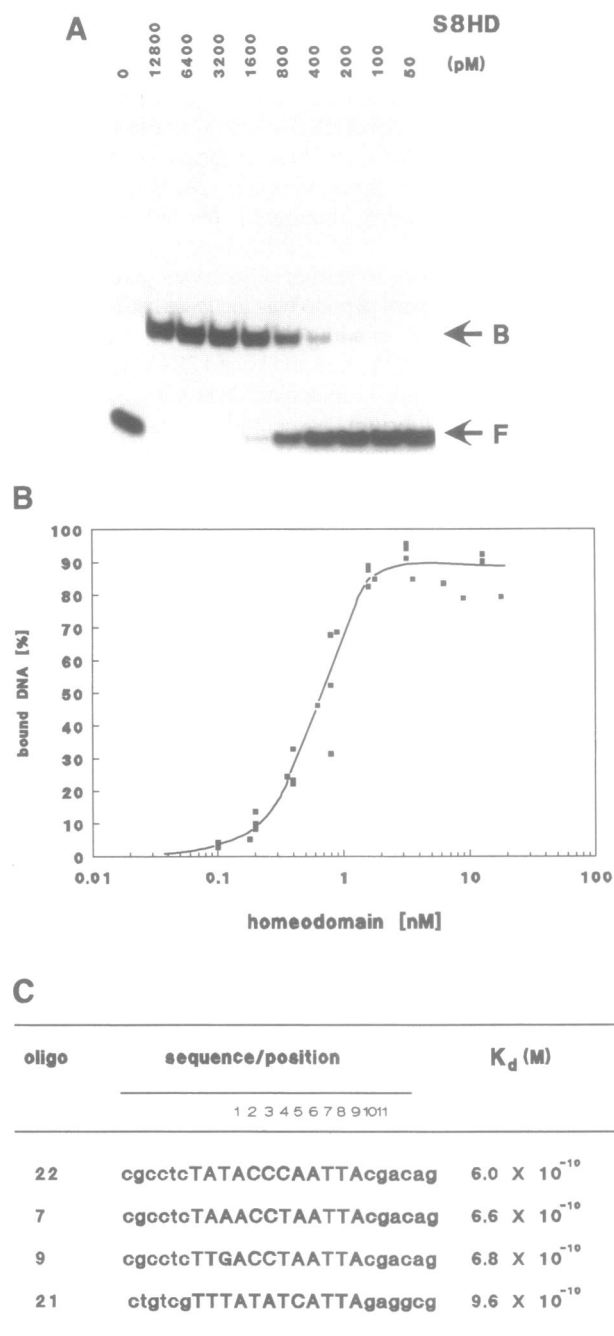 A
S8HD
0 12800 6400 3200 1600 800 400 200 100 50 (pM)
B
F
B
100
90
80
70
60
50
40
30
20
10
0
bound DNA [%]
0.01 0.1 1 10 100
homeodomain [nM]
C
oligo sequence/position Kd (M)
1 2 3 4 5 6 7 8 9 10 11
22 cgcctcTATACCCAATTAcgacag 6.0 X 10⁻¹⁰
7 cgcctcTAAACCTAATTAcgacag 6.6 X 10⁻¹⁰
9 cgcctcTTGACCTAATTAcgacag 6.8 X 10⁻¹⁰
21 ctgtcgTTTATATCATTAgaggcg 9.6 X 10⁻¹⁰